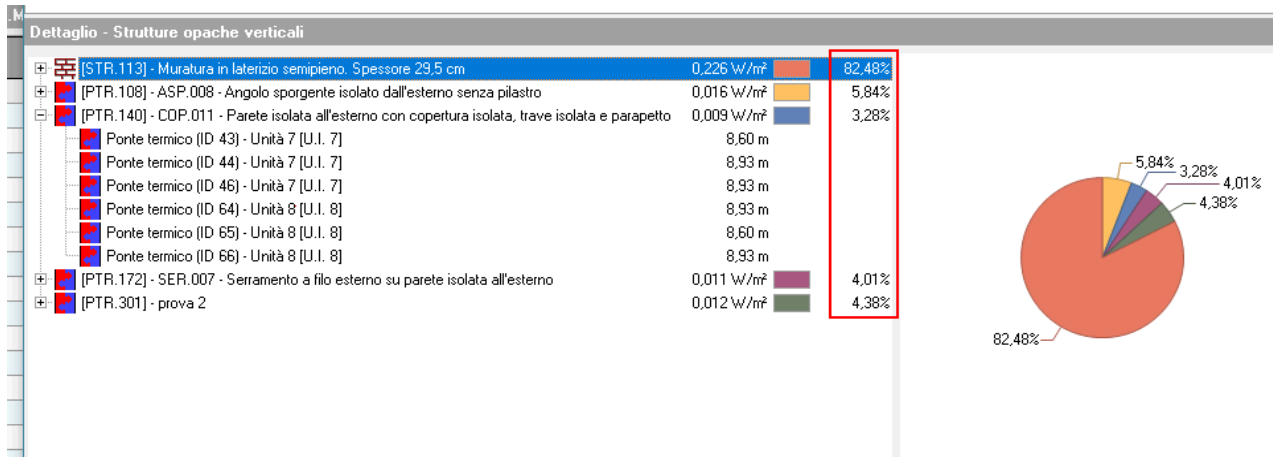 .M
Dettaglio - Strutture opache verticali
[STR.113] - Muratura in laterizio semipieno. Spessore 29,5 cm 0,226 W/m² 82,48%
[PTR.108] - ASP.008 - Angolo sporgente isolato dall'esterno senza pilastro 0,016 W/m² 5,84%
[PTR.140] - COP.011 - Parete isolata all'esterno con copertura isolata, trave isolata e parapetto 0,009 W/m² 3,28%
Ponte termico (ID 43) - Unità 7 [U.I. 7] 8,60 m
Ponte termico (ID 44) - Unità 7 [U.I. 7] 8,93 m
Ponte termico (ID 46) - Unità 7 [U.I. 7] 8,93 m
Ponte termico (ID 64) - Unità 8 [U.I. 8] 8,93 m
Ponte termico (ID 65) - Unità 8 [U.I. 8] 8,60 m
Ponte termico (ID 66) - Unità 8 [U.I. 8] 8,93 m
[PTR.172] - SER.007 - Serramento a filo esterno su parete isolata all'esterno 0,011 W/m² 4,01%
[PTR.301] - prova 2 0,012 W/m² 4,38%
5,84%
3,28%
4,01%
4,38%
82,48%